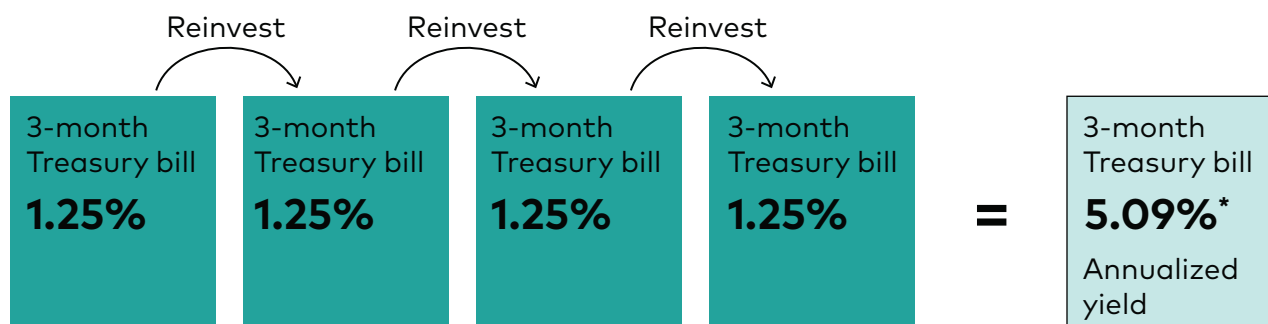 Reinvest
Reinvest
Reinvest
3-month
Treasury bill
1.25%
3-month
Treasury bill
1.25%
3-month
Treasury bill
1.25%
3-month
Treasury bill
1.25%
=
3-month
Treasury bill
5.09%*
Annualized
yield